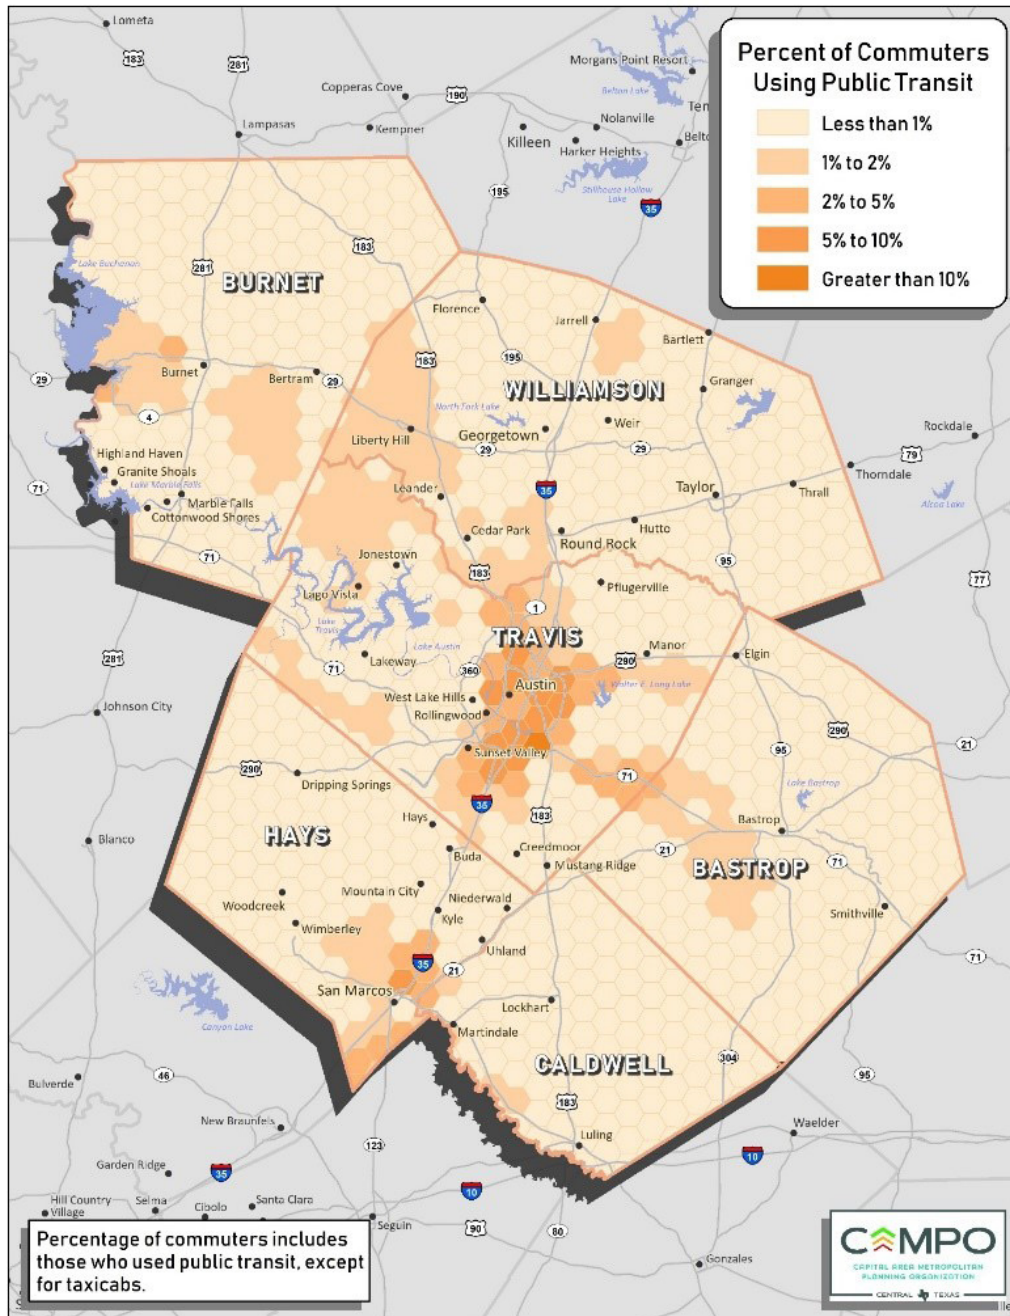 Lometa
183
281
Percent of Commuters
Using Public Transit
Less than 1%
1% to 2%
2% to 5%
5% to 10%
Greater than 10%
Morgans Point Resort
Belton Lake
Copperas Cove
190
Lampasas
Kempner
Killeen
Nolanville
Harker Heights
Stillhouse Hollow
Lake
195
35
183
Lake Buchanan
281
BURNET
Florence
Jarrell
Bartlett
183
195
29
Burnet
Bertram
29
WILLIAMSON
Granger
4
North Fork Lake
Weir
Liberty Hill
Georgetown
29
29
Rockdale
79
Highland Haven
Granite Shoals
71
Lake Marble Falls
Marble Falls
Cottonwood Shores
Leander
35
Taylor
Thrall
Thorndale
Alcoa Lake
Cedar Park
Round Rock
Hutto
71
Jonestown
183
95
77
Lago Vista
Pflugerville
1
Lake
Travis
TRAVIS
281
71
Lakeway
Lake Austin
360
290
Manor
Elgin
Austin
Walter E. Long Lake
West Lake Hills
Rollingwood
Johnson City
290
21
Sunset Valley
95
290
Dripping Springs
71
Lake Bastrop
35
183
Blanco
HAYS
Hays
Bastrop
Buda
Creedmoor
21
71
Mustang Ridge
BASTROP
Mountain City
Niederwald
Woodcreek
Kyle
Smithville
Wimberley
Uhland
35
21
71
San Marcos
Canyon Lake
Lockhart
Martindale
CALDWELL
304
95
46
Bulverde
183
New Braunfels
Luling
Waelder
123
10
Garden Ridge
35
10
Hill Country
Village
Selma
Cibolo
Santa Clara
Seguin
90
80
Gonzales
Percentage of commuters includes
those who used public transit, except
for taxicabs.
CAMPO
CAPITAL AREA METROPOLITAN
PLANNING ORGANIZATION
CENTRAL TEXAS